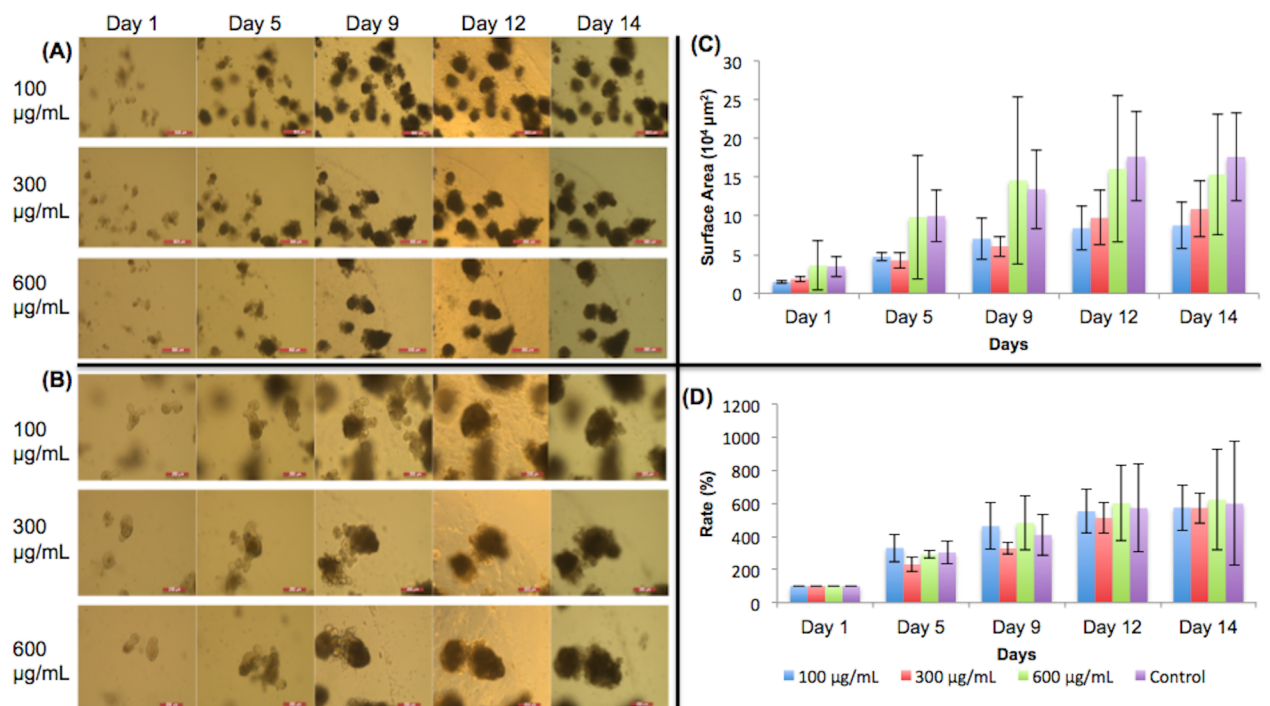 Day 1 Day 5 Day 9 Day 12 Day 14
(A)
100
µg/mL
300
µg/mL
600
µg/mL
(B)
100
µg/mL
300
µg/mL
600
µg/mL
(C)
Surface Area (10⁴ µm²)
30
25
20
15
10
5
0
Day 1 Day 5 Day 9 Day 12 Day 14
Days
(D)
Rate (%)
1200
1000
800
600
400
200
0
Day 1 Day 5 Day 9 Day 12 Day 14
Days
100 µg/mL 300 µg/mL 600 µg/mL Control